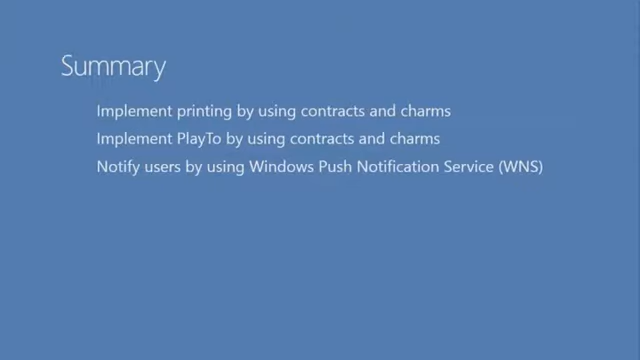 Summary
Implement printing by using contracts and charms
Implement PlayTo by using contracts and charms
Notify users by using Windows Push Notification Service (WNS)